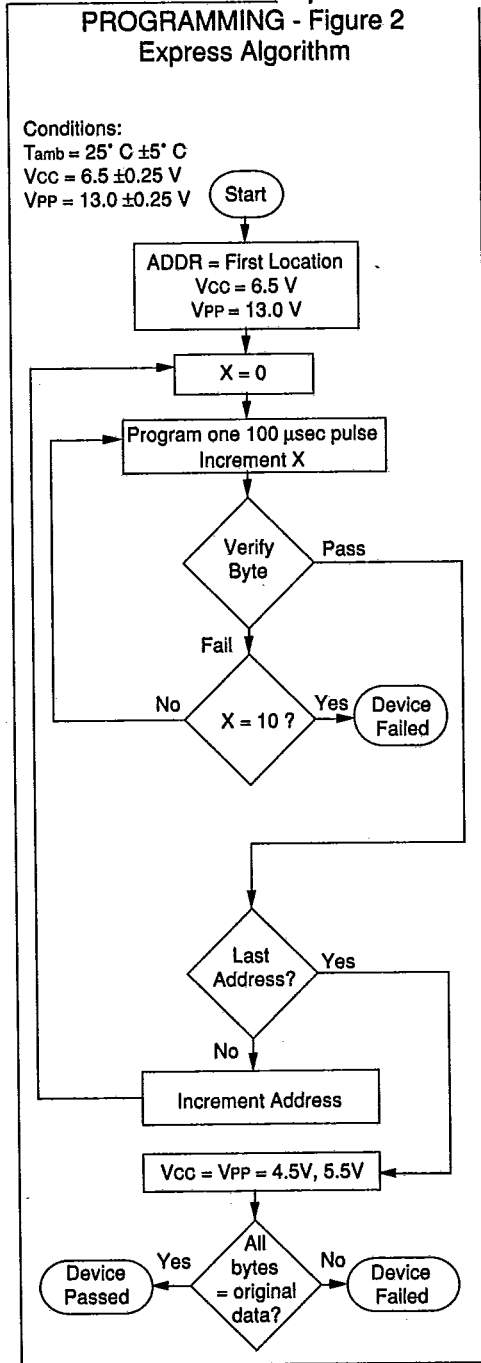 PROGRAMMING - Figure 2
Express Algorithm
Conditions:
Tamb = 25° C ±5° C
VCC = 6.5 ±0.25 V
VPP = 13.0 ±0.25 V
Start
ADDR = First Location
VCC = 6.5 V
VPP = 13.0 V
X = 0
Program one 100 µsec pulse
Increment X
Verify
Byte
Pass
Fail
No
X = 10 ?
Yes
Device
Failed
Last
Address?
Yes
No
Increment Address
VCC = VPP = 4.5V, 5.5V
All
bytes
= original
data?
Yes
No
Device
Passed
Device
Failed